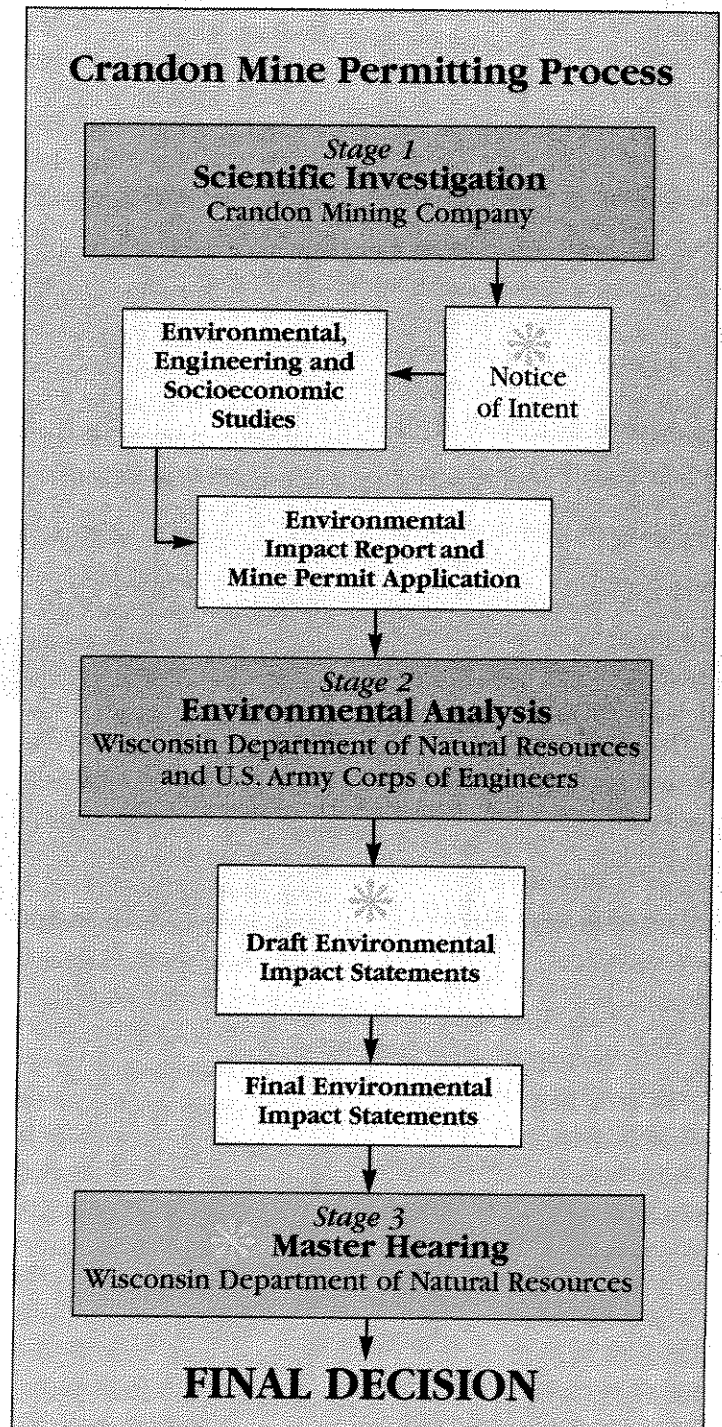 Crandon Mine Permitting Process
Stage 1
Scientific Investigation
Crandon Mining Company
Notice
of Intent
Environmental,
Engineering and
Socioeconomic
Studies
Environmental
Impact Report and
Mine Permit Application
Stage 2
Environmental Analysis
Wisconsin Department of Natural Resources
and U.S. Army Corps of Engineers
Draft Environmental
Impact Statements
Final Environmental
Impact Statements
Stage 3
Master Hearing
Wisconsin Department of Natural Resources
FINAL DECISION